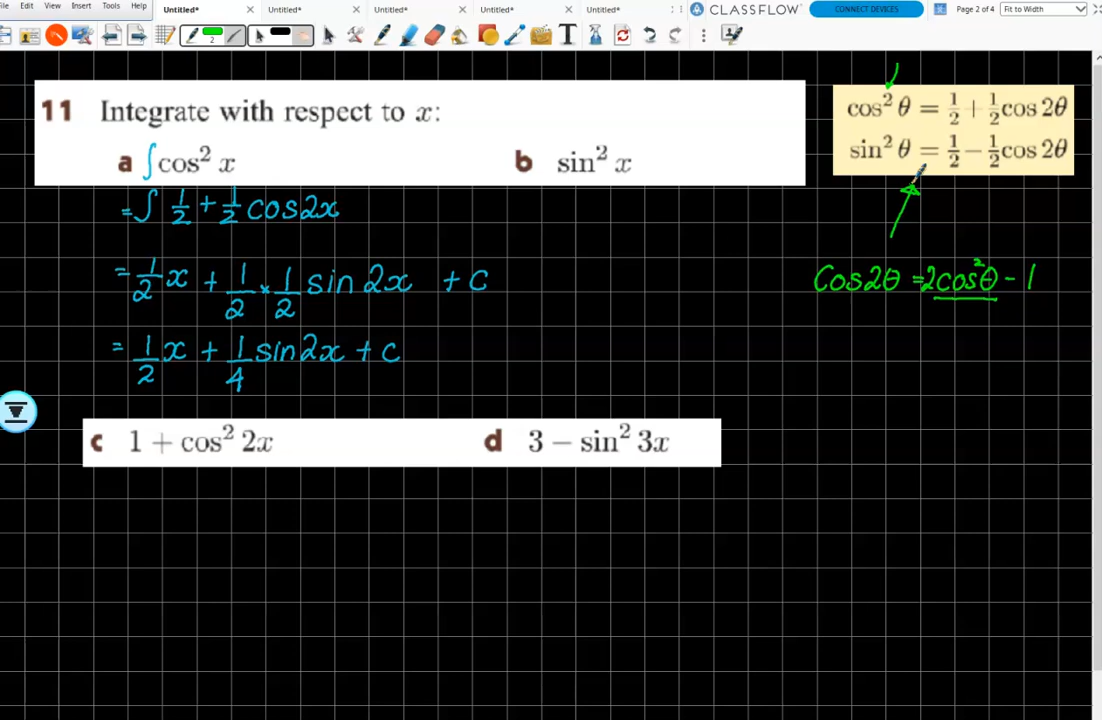 File Edit View Insert Tools Help
Untitled* Untitled* Untitled* Untitled* Untitled*
CLASSFLOW CONNECT DEVICES Page 2 of 4 Fit to Width
2
11 Integrate with respect to x:
a ∫cos² x b sin² x
= ∫ 1/2 + 1/2 cos2x
= 1/2 x + 1/2 × 1/2 sin 2x + C
= 1/2 x + 1/4 sin2x + C
c 1 + cos² 2x d 3 − sin² 3x
cos² θ = 1/2 + 1/2 cos 2θ
sin² θ = 1/2 − 1/2 cos 2θ
Cos2θ = 2cos²θ - 1